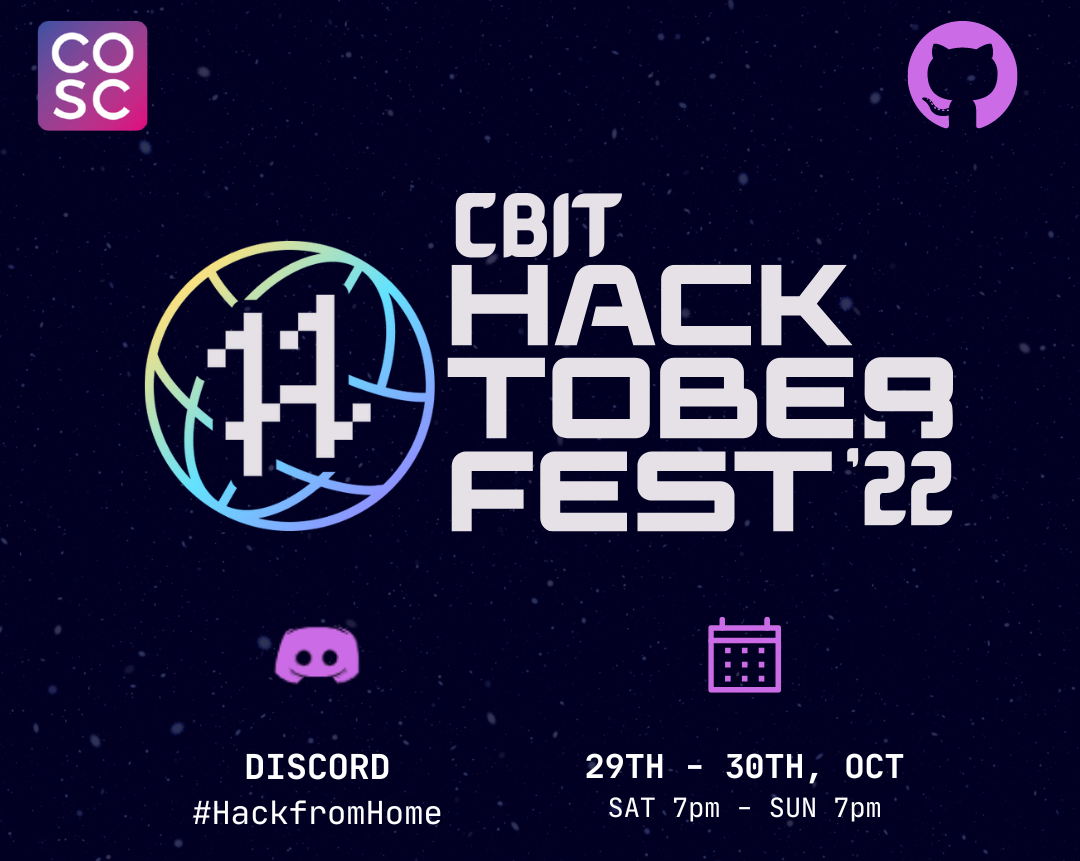 CO
SC
CBIT
HACK
TOBER
FEST '22
DISCORD
#HackfromHome
29TH - 30TH, OCT
SAT 7pm - SUN 7pm